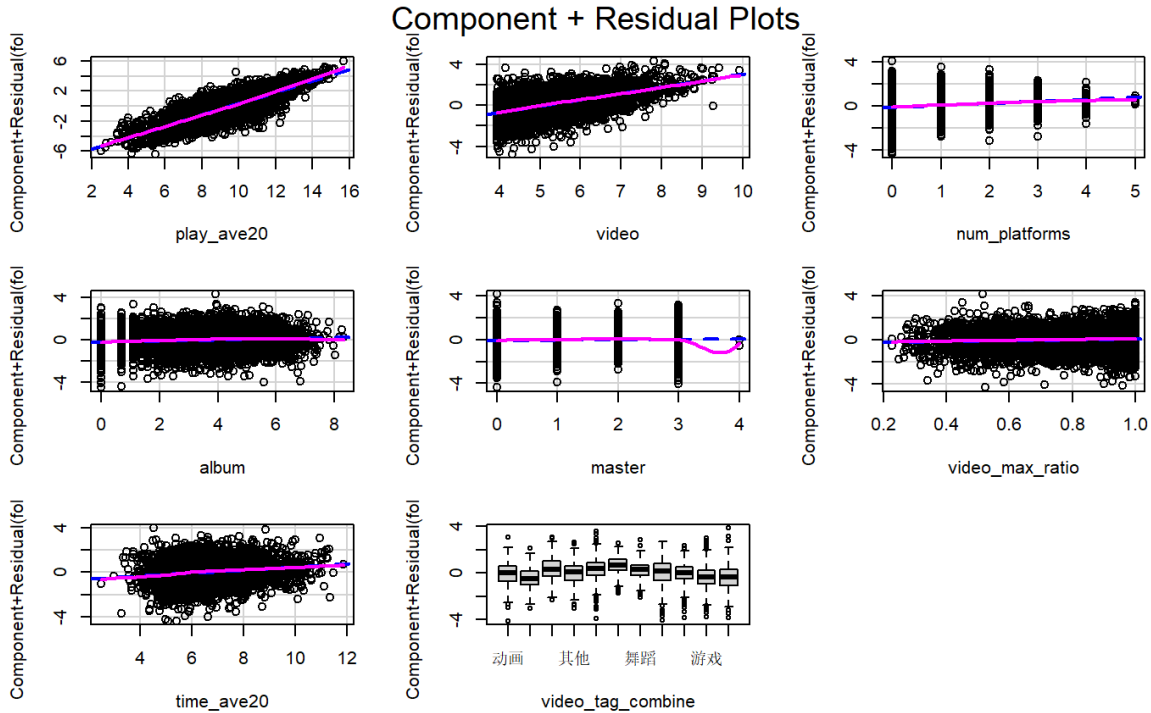 Component + Residual Plots
Component+Residual(fol
6
2
-2
-6
2 4 6 8 10 12 14 16
play_ave20
Component+Residual(fol
4
0
-4
4 5 6 7 8 9 10
video
Component+Residual(fol
4
0
-4
0 1 2 3 4 5
num_platforms
Component+Residual(fol
4
0
-4
0 2 4 6 8
album
Component+Residual(fol
4
0
-4
0 1 2 3 4
master
Component+Residual(fol
4
0
-4
0.2 0.4 0.6 0.8 1.0
video_max_ratio
Component+Residual(fol
4
0
-4
4 6 8 10 12
time_ave20
Component+Residual(fol
4
0
-4
动画 其他 舞蹈 游戏
video_tag_combine